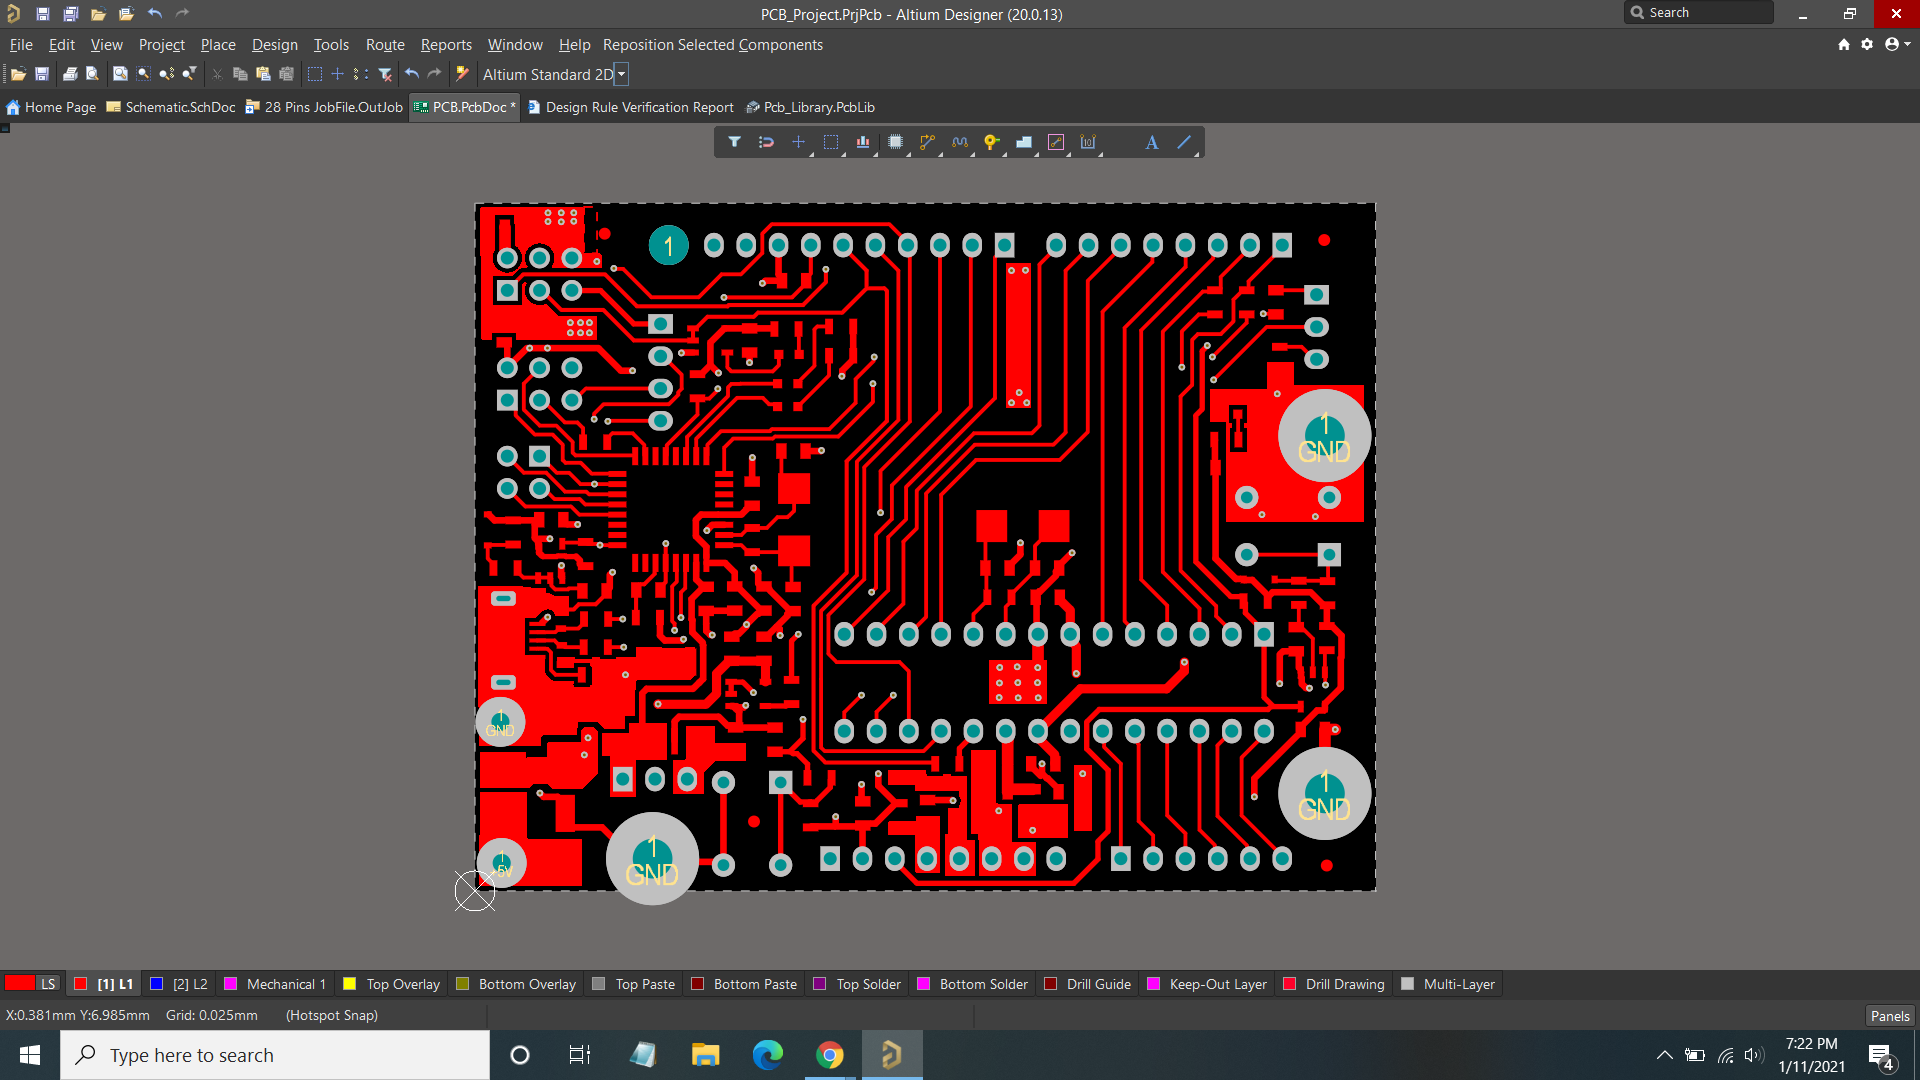 PCB_Project.PrjPcb - Altium Designer (20.0.13)
Search
File Edit View Project Place Design Tools Route Reports Window Help Reposition Selected Components
Altium Standard 2D
Home Page Schematic.SchDoc 28 Pins JobFile.OutJob PCB.PcbDoc * Design Rule Verification Report Pcb_Library.PcbLib
10
A
1
1
GND
1
GND
1
GND
1
GND
1
+5V
LS [1] L1 [2] L2 Mechanical 1 Top Overlay Bottom Overlay Top Paste Bottom Paste Top Solder Bottom Solder Drill Guide Keep-Out Layer Drill Drawing Multi-Layer
X:0.381mm Y:6.985mm Grid: 0.025mm (Hotspot Snap)
Panels
Type here to search
7:22 PM
1/11/2021
4